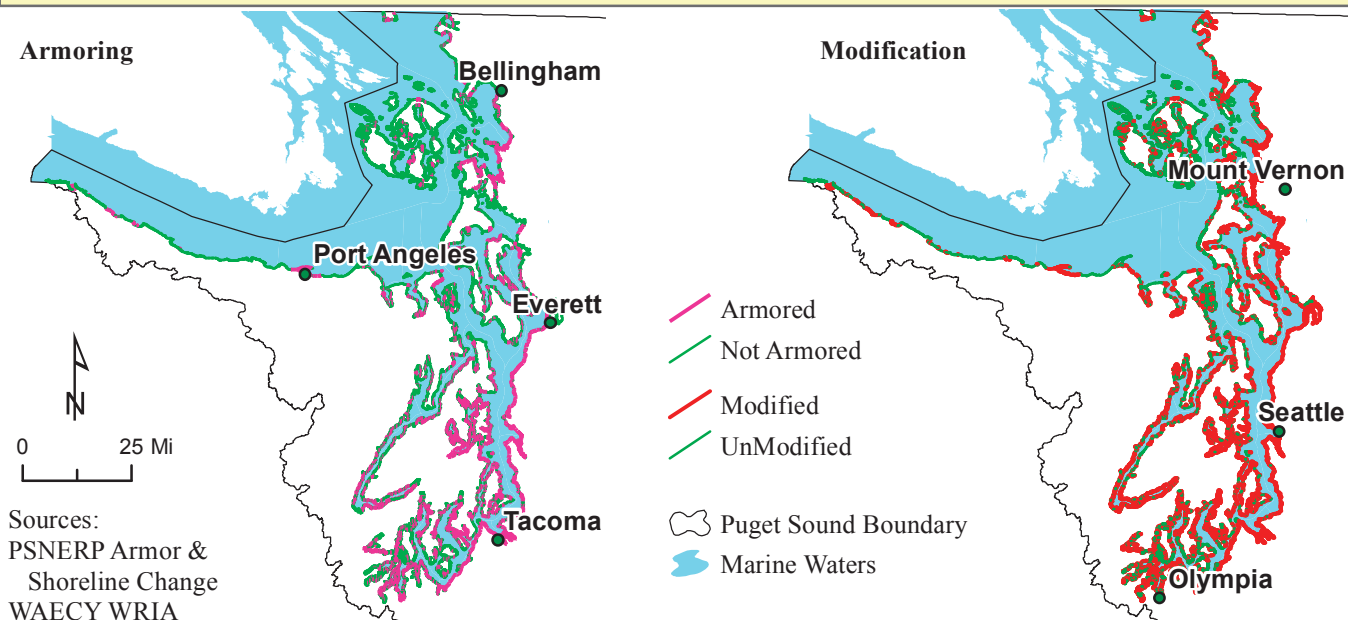 Armoring
Bellingham
Port Angeles
Everett
Tacoma
N
0 25 Mi
Sources:
PSNERP Armor &
Shoreline Change
WAECY WRIA
Armored
Not Armored
Modified
UnModified
Puget Sound Boundary
Marine Waters
Modification
Mount Vernon
Seattle
Olympia